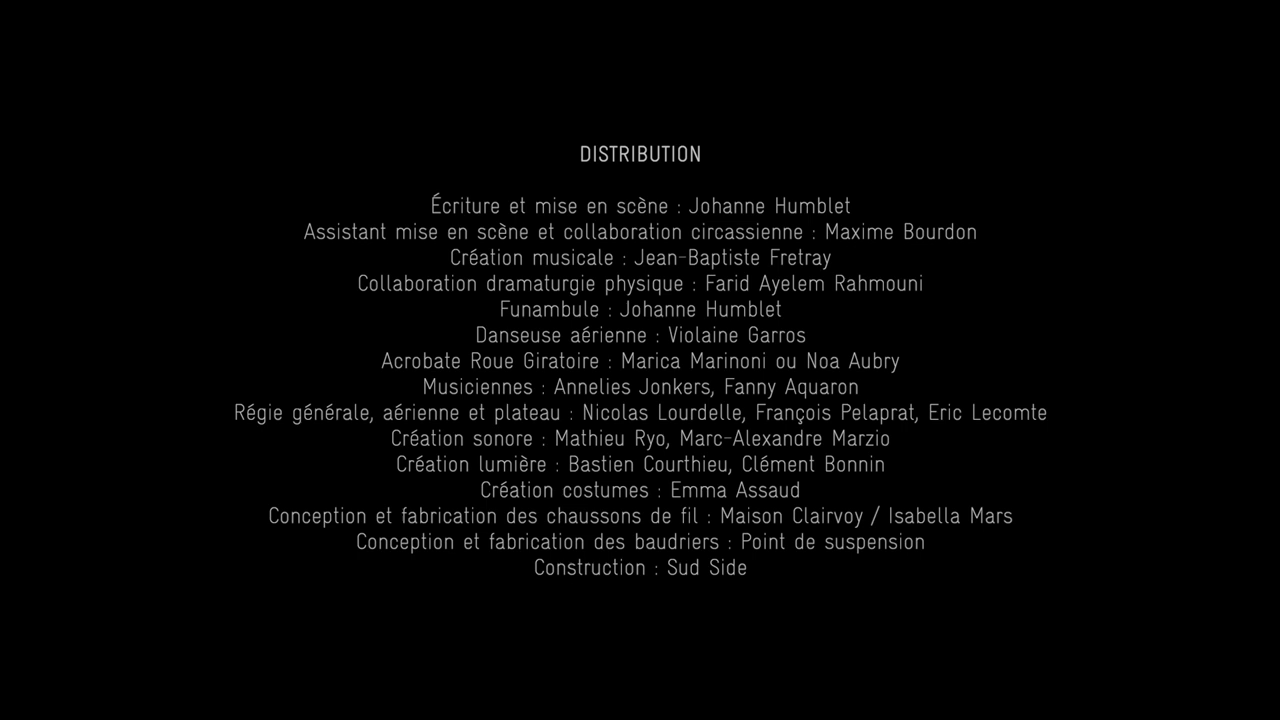 DISTRIBUTION
Écriture et mise en scène : Johanne Humblet
Assistant mise en scène et collaboration circassienne : Maxime Bourdon
Création musicale : Jean-Baptiste Fretray
Collaboration dramaturgie physique : Farid Ayelem Rahmouni
Funambule : Johanne Humblet
Danseuse aérienne : Violaine Garros
Acrobate Roue Giratoire : Marica Marinoni ou Noa Aubry
Musiciennes : Annelies Jonkers, Fanny Aquaron
Régie générale, aérienne et plateau : Nicolas Lourdelle, François Pelaprat, Eric Lecomte
Création sonore : Mathieu Ryo, Marc-Alexandre Marzio
Création lumière : Bastien Courthieu, Clément Bonnin
Création costumes : Emma Assaud
Conception et fabrication des chaussons de fil : Maison Clairvoy / Isabella Mars
Conception et fabrication des baudriers : Point de suspension
Construction : Sud Side